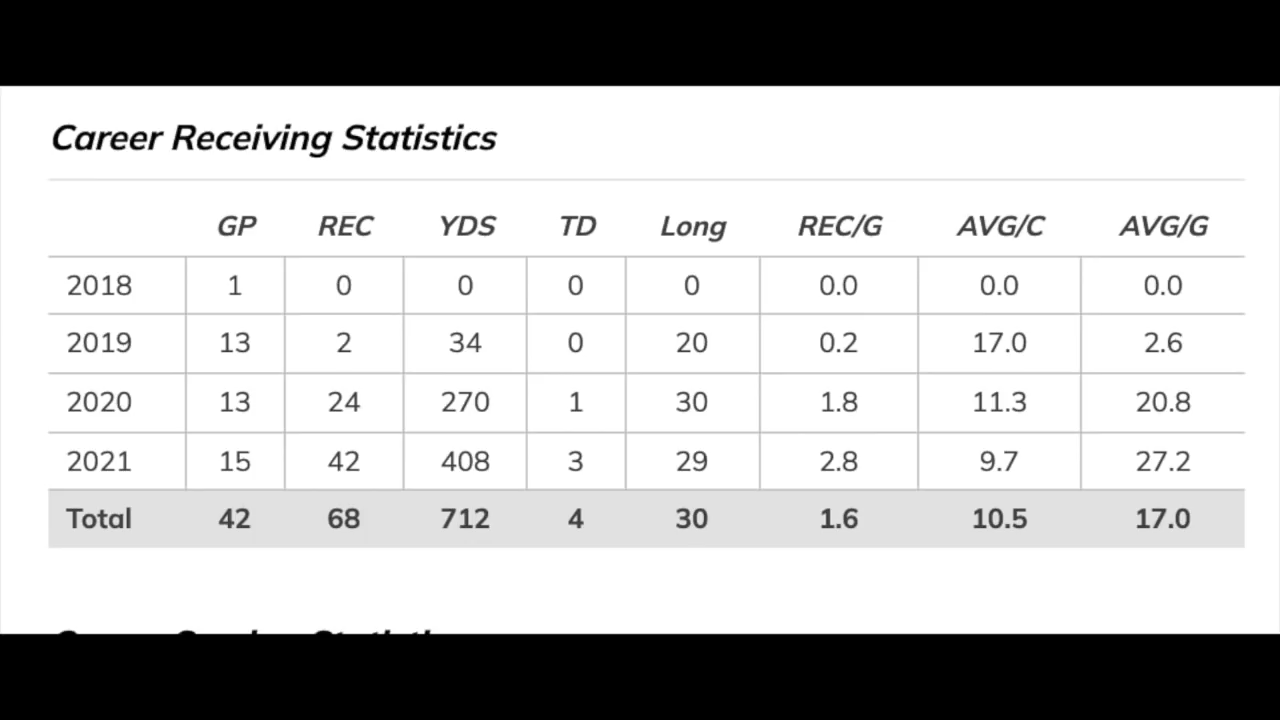 Career Receiving Statistics
GP REC YDS TD Long REC/G AVG/C AVG/G
2018 1 0 0 0 0 0.0 0.0 0.0
2019 13 2 34 0 20 0.2 17.0 2.6
2020 13 24 270 1 30 1.8 11.3 20.8
2021 15 42 408 3 29 2.8 9.7 27.2
Total 42 68 712 4 30 1.6 10.5 17.0